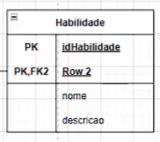 Habilidade
PK idHabilidade
PK,FK2 Row 2
nome
descricao